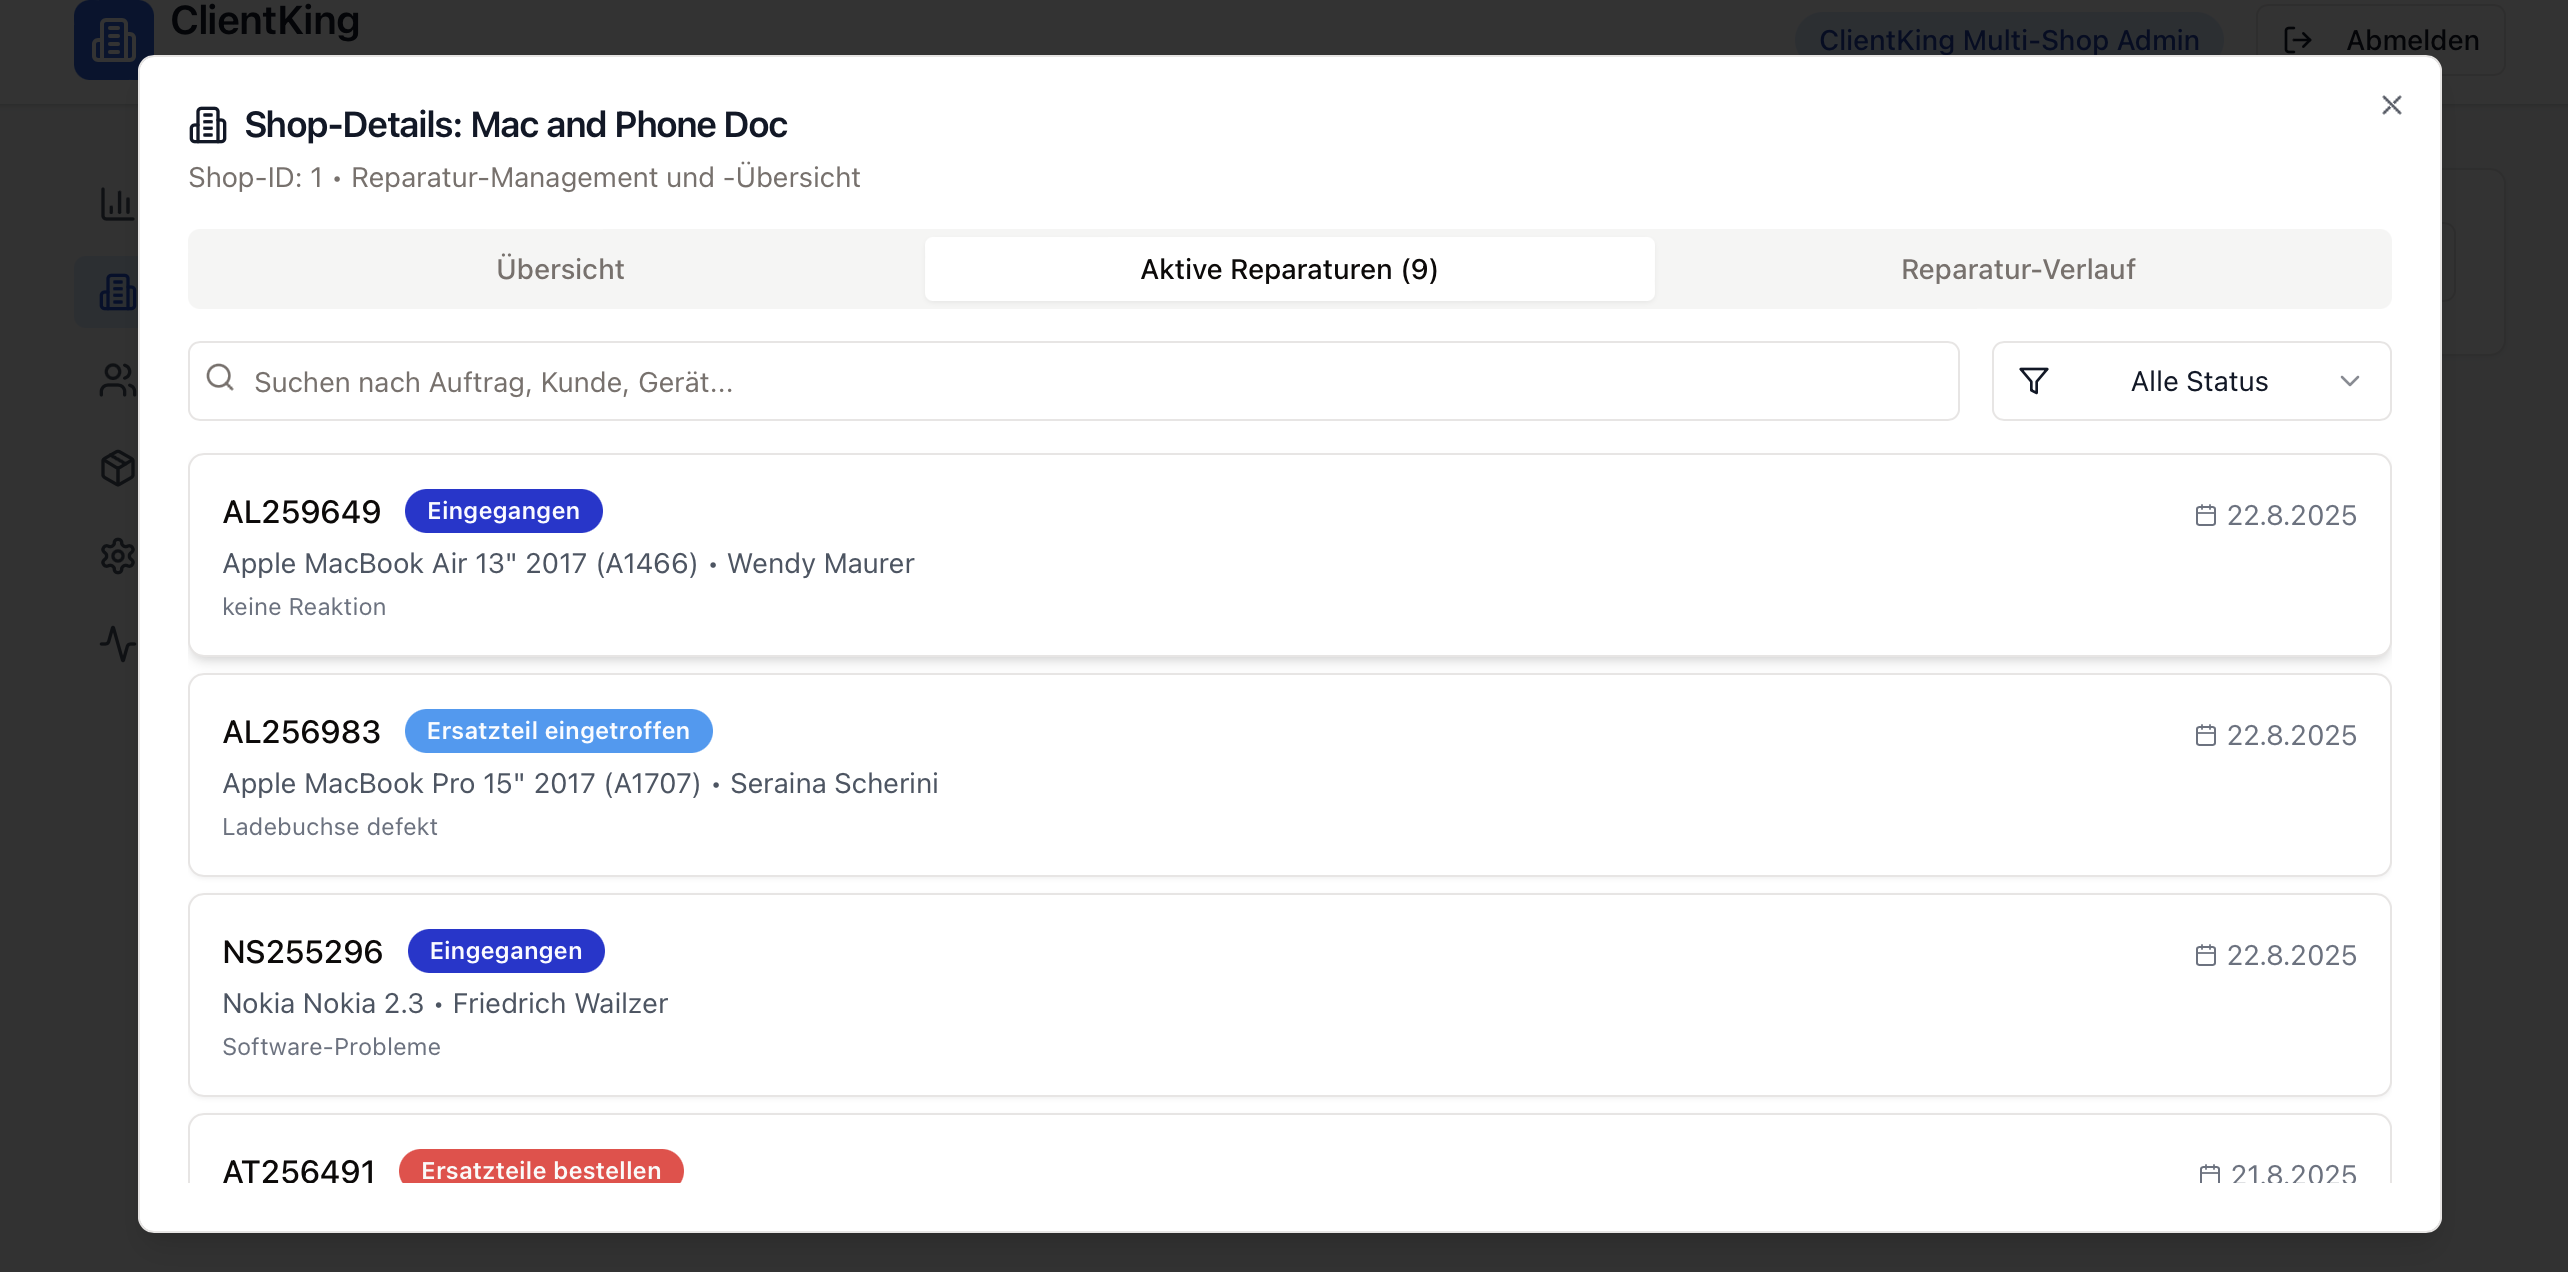 ClientKing
ClientKing Multi-Shop Admin
Abmelden
Shop-Details: Mac and Phone Doc
Shop-ID: 1 • Reparatur-Management und -Übersicht
Übersicht
Aktive Reparaturen (9)
Reparatur-Verlauf
Suchen nach Auftrag, Kunde, Gerät...
Alle Status
AL259649 Eingegangen
22.8.2025
Apple MacBook Air 13" 2017 (A1466) • Wendy Maurer
keine Reaktion
AL256983 Ersatzteil eingetroffen
22.8.2025
Apple MacBook Pro 15" 2017 (A1707) • Seraina Scherini
Ladebuchse defekt
NS255296 Eingegangen
22.8.2025
Nokia Nokia 2.3 • Friedrich Wailzer
Software-Probleme
AT256491 Ersatzteile bestellen
21.8.2025